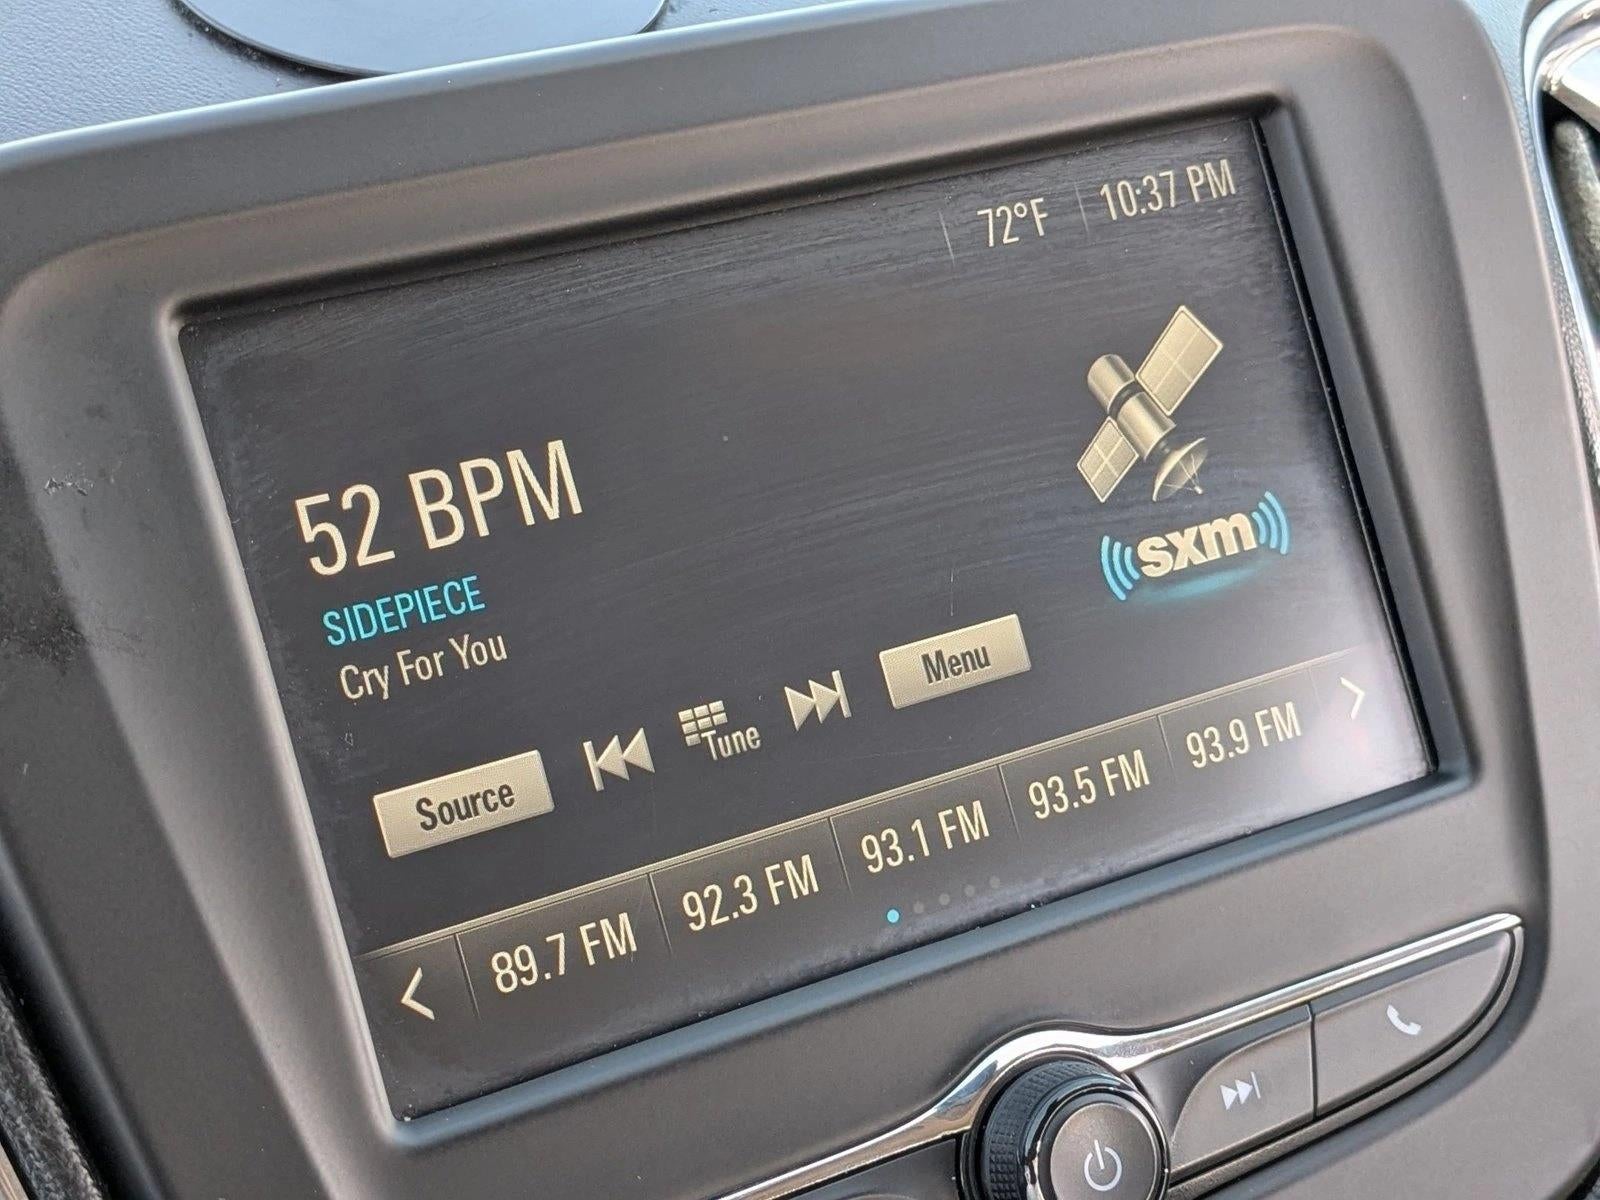 72°F 10:37 PM
52 BPM
SIDEPIECE
Cry For You
sxm
Source Tune Menu
89.7 FM 92.3 FM 93.1 FM 93.5 FM 93.9 FM